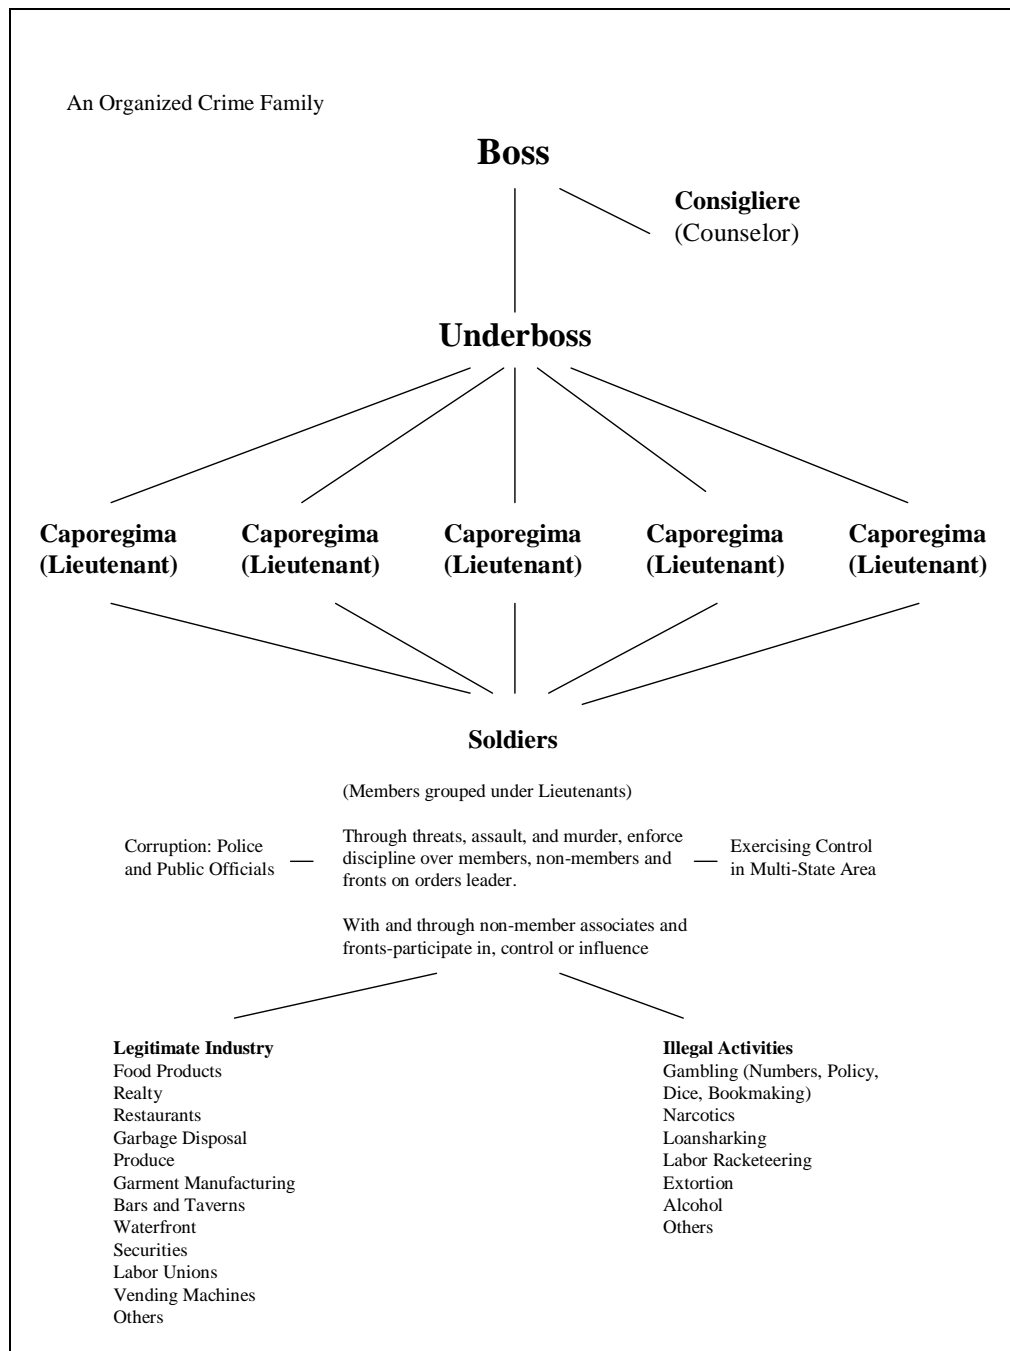 An Organized Crime Family
Boss
Consigliere
(Counselor)
Underboss
Caporegima
(Lieutenant)
Caporegima
(Lieutenant)
Caporegima
(Lieutenant)
Caporegima
(Lieutenant)
Caporegima
(Lieutenant)
Soldiers
(Members grouped under Lieutenants)
Corruption: Police
and Public Officials
Through threats, assault, and murder, enforce
discipline over members, non-members and
fronts on orders leader.
Exercising Control
in Multi-State Area
With and through non-member associates and
fronts-participate in, control or influence
Legitimate Industry
Food Products
Realty
Restaurants
Garbage Disposal
Produce
Garment Manufacturing
Bars and Taverns
Waterfront
Securities
Labor Unions
Vending Machines
Others
Illegal Activities
Gambling (Numbers, Policy,
Dice, Bookmaking)
Narcotics
Loansharking
Labor Racketeering
Extortion
Alcohol
Others